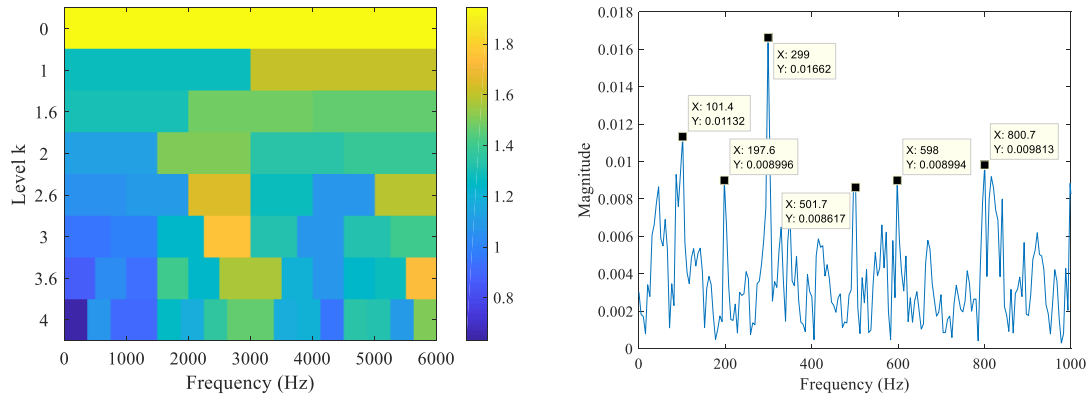 0
1
1.6
2
2.6
3
3.6
4
Level k
0
1000
2000
3000
4000
5000
6000
Frequency (Hz)
1.8
1.6
1.4
1.2
1
0.8
0.018
0.016
0.014
0.012
0.01
0.008
0.006
0.004
0.002
0
Magnitude
X: 299
Y: 0.01662
X: 101.4
Y: 0.01132
X: 197.6
Y: 0.008996
X: 598
Y: 0.008994
X: 800.7
Y: 0.009813
X: 501.7
Y: 0.008617
0
200
400
600
800
1000
Frequency (Hz)